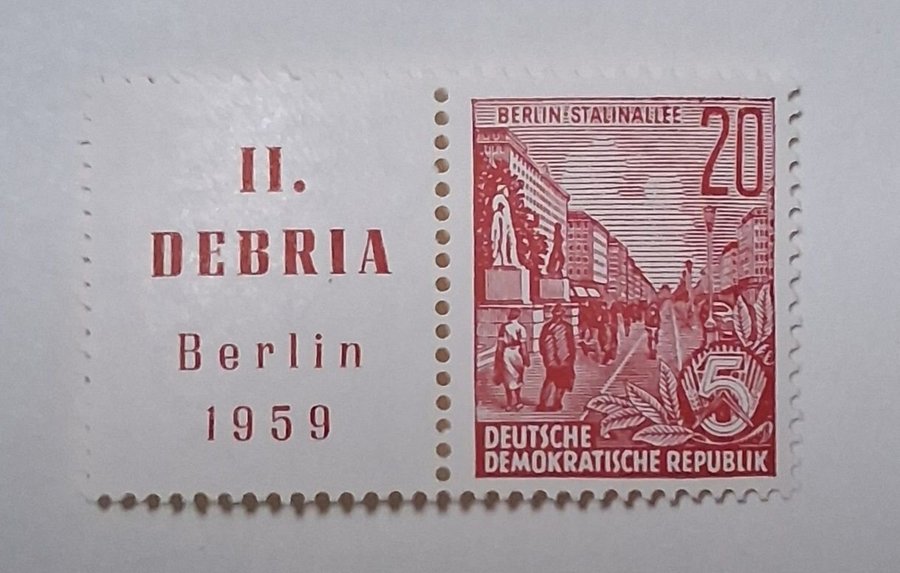 II.
DEBRIA
Berlin
1959
BERLIN-STALINALLEE
20
5
DEUTSCHE
DEMOKRATISCHE REPUBLIK